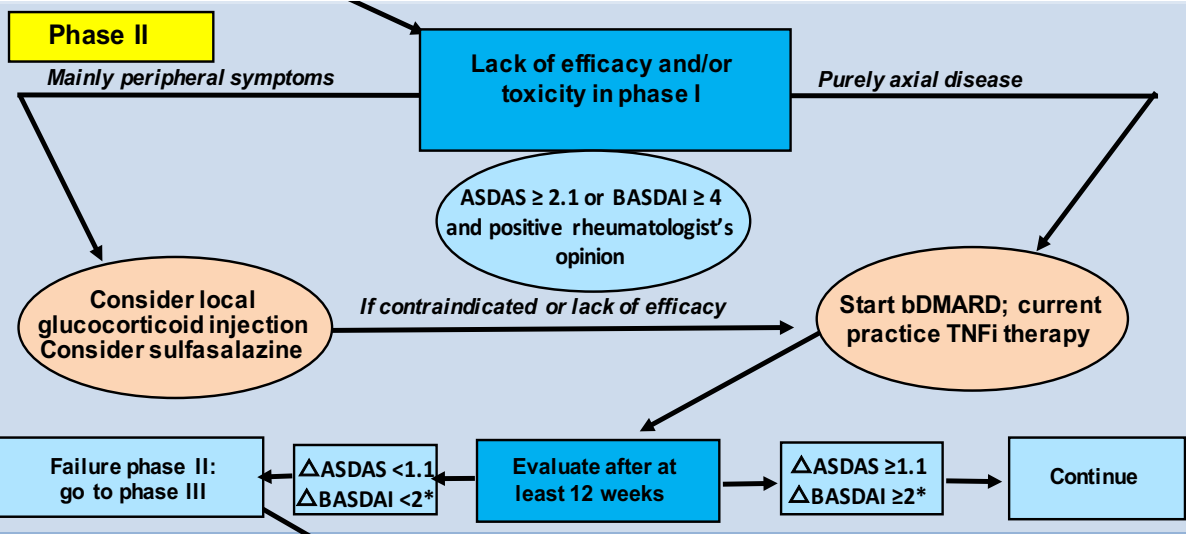 Phase II
Mainly peripheral symptoms
Lack of efficacy and/or
toxicity in phase I
Purely axial disease
ASDAS ≥ 2.1 or BASDAI ≥ 4
and positive rheumatologist's
opinion
Consider local
glucocorticoid injection
Consider sulfasalazine
If contraindicated or lack of efficacy
Start bDMARD; current
practice TNFi therapy
Failure phase II:
go to phase III
△ASDAS <1.1
△BASDAI <2*
Evaluate after at
least 12 weeks
△ASDAS ≥1.1
△BASDAI ≥2*
Continue